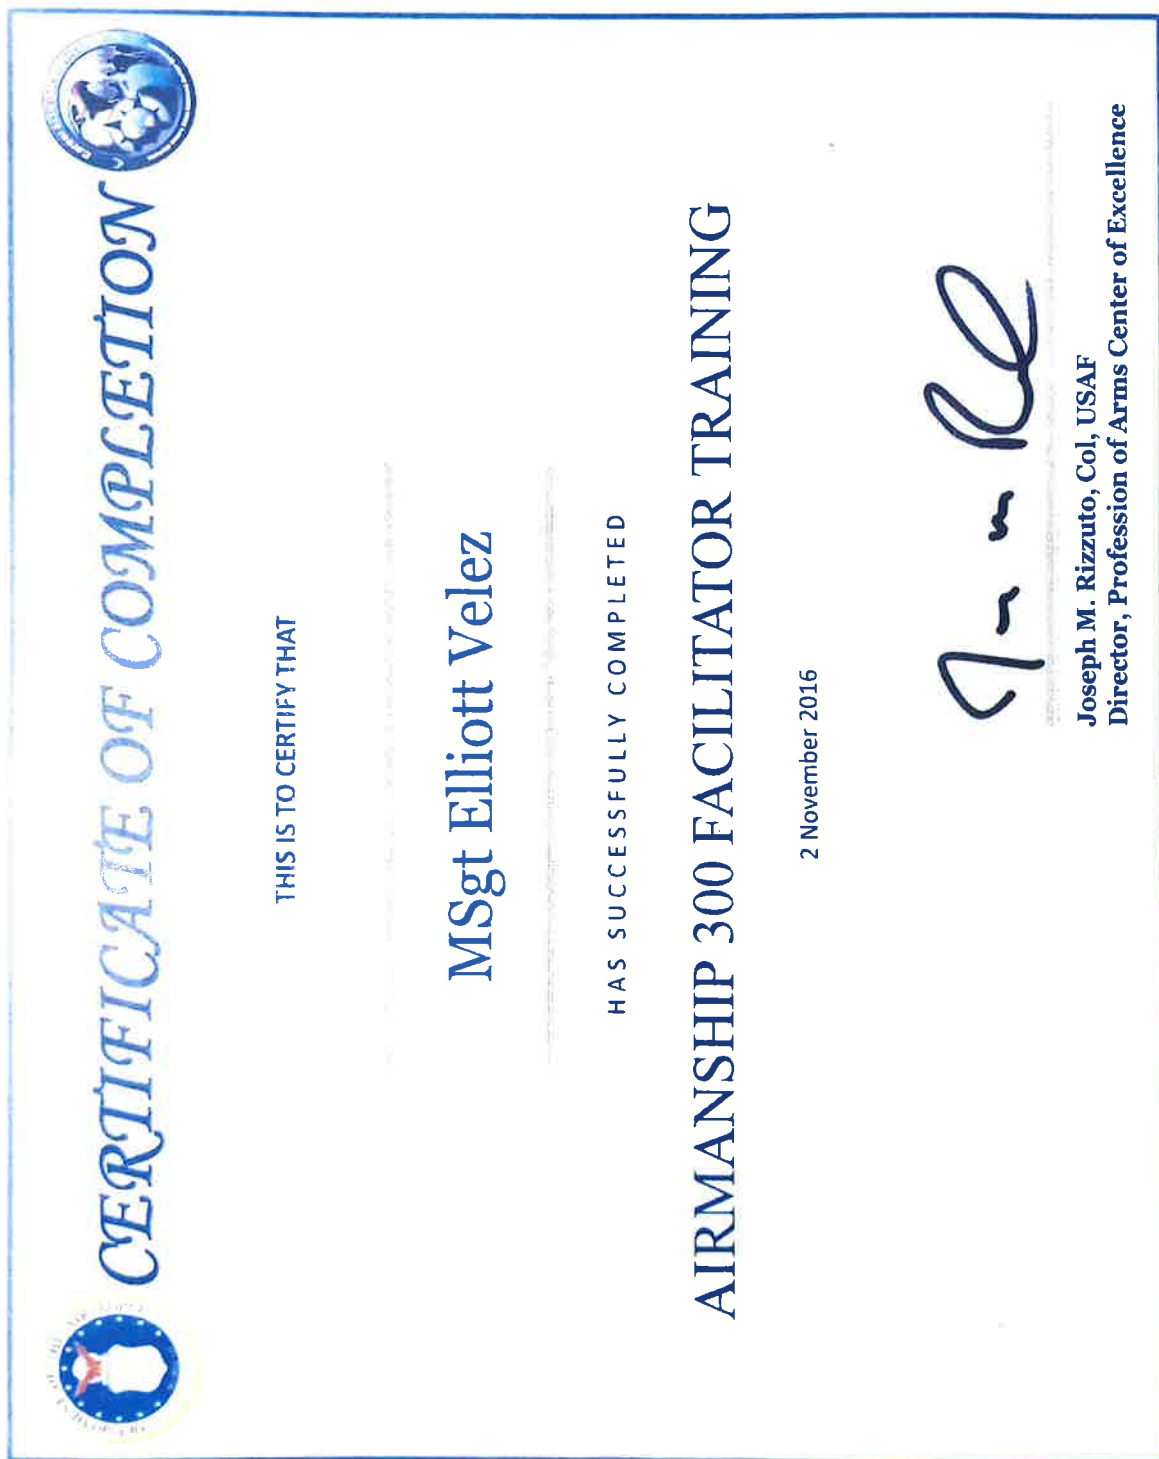 CERTIFICATE OF COMPLETION
THIS IS TO CERTIFY THAT
MSgt Elliott Velez
HAS SUCCESSFULLY COMPLETED
AIRMANSHIP 300 FACILITATOR TRAINING
2 November 2016
Joseph M. Rizzuto, Col, USAF
Director, Profession of Arms Center of Excellence